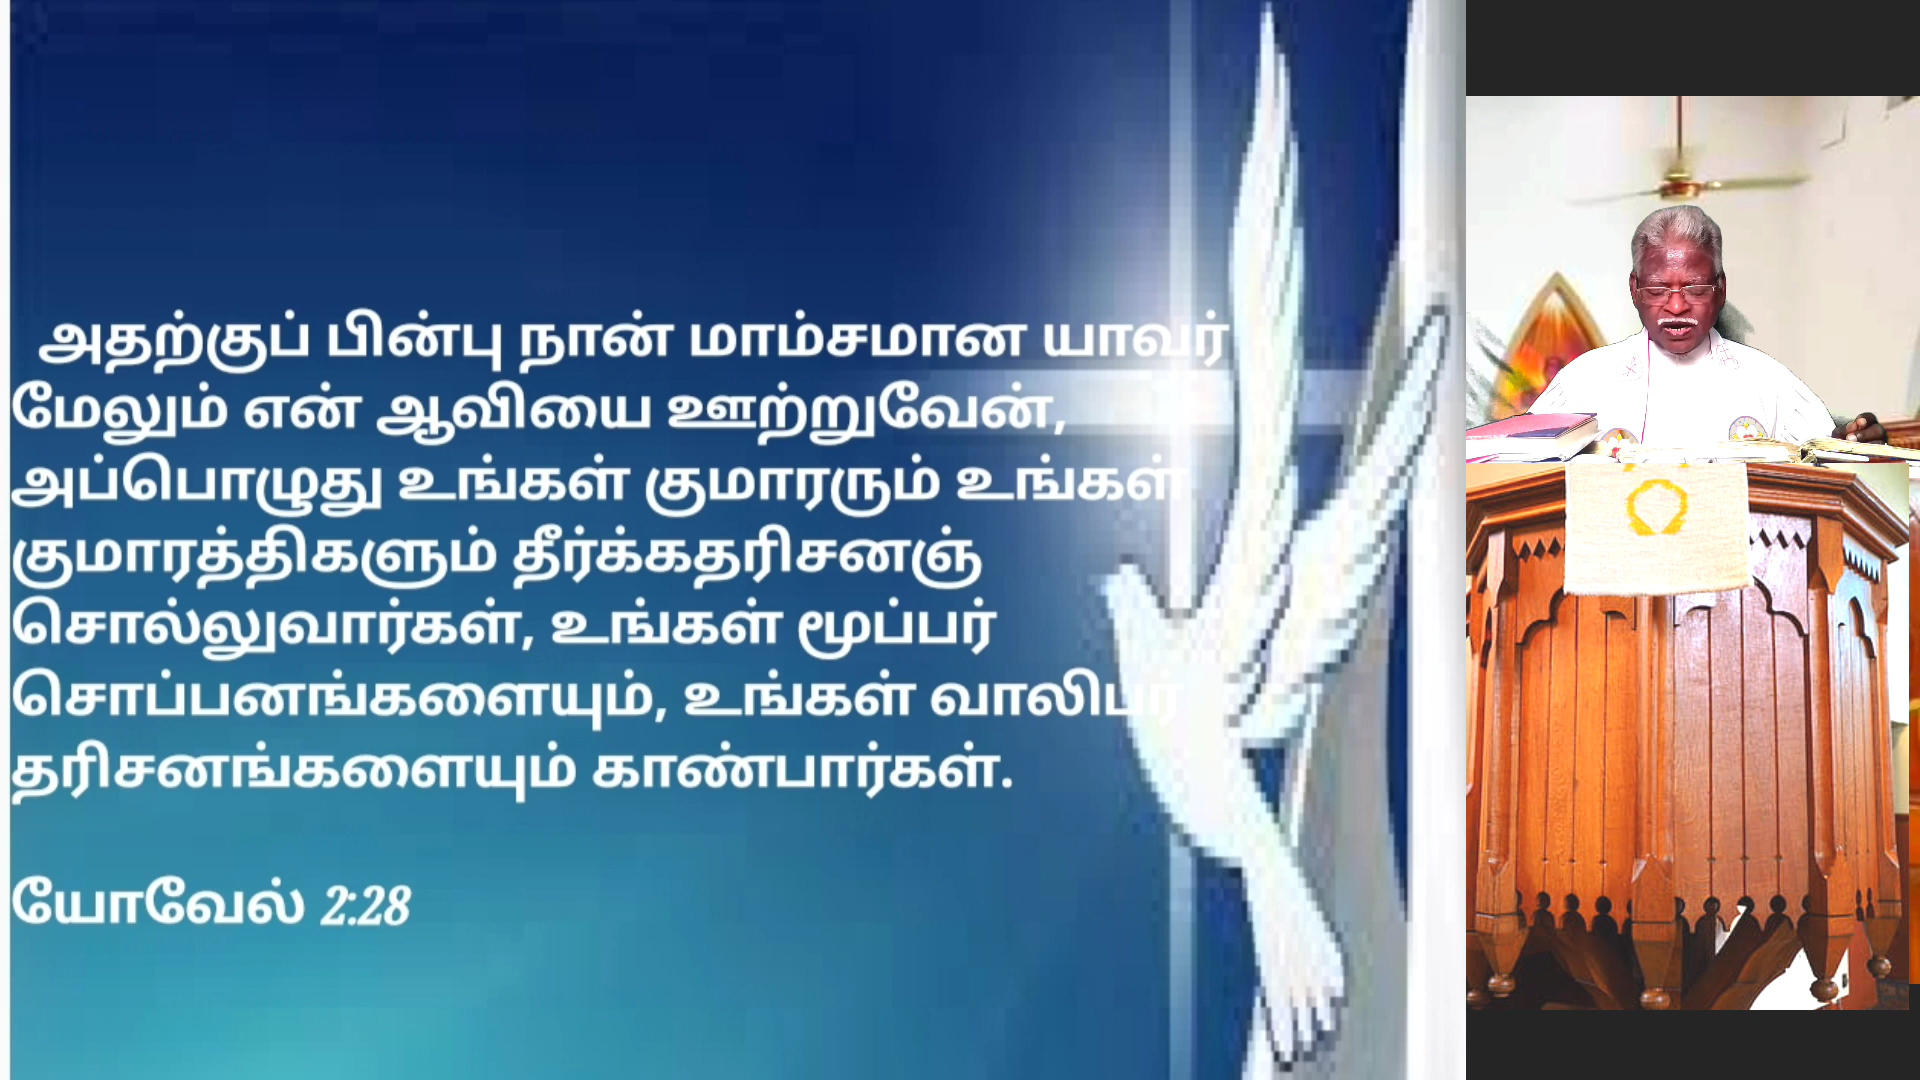 அதற்குப் பின்பு நான் மாம்சமான யாவர்
மேலும் என் ஆவியை ஊற்றுவேன்,
அப்பொழுது உங்கள் குமாரரும் உங்கள்
குமாரத்திகளும் தீர்க்கதரிசனஞ்
சொல்லுவார்கள், உங்கள் மூப்பர்
சொப்பனங்களையும், உங்கள் வாலிபர்
தரிசனங்களையும் காண்பார்கள்.
யோவேல் 2:28